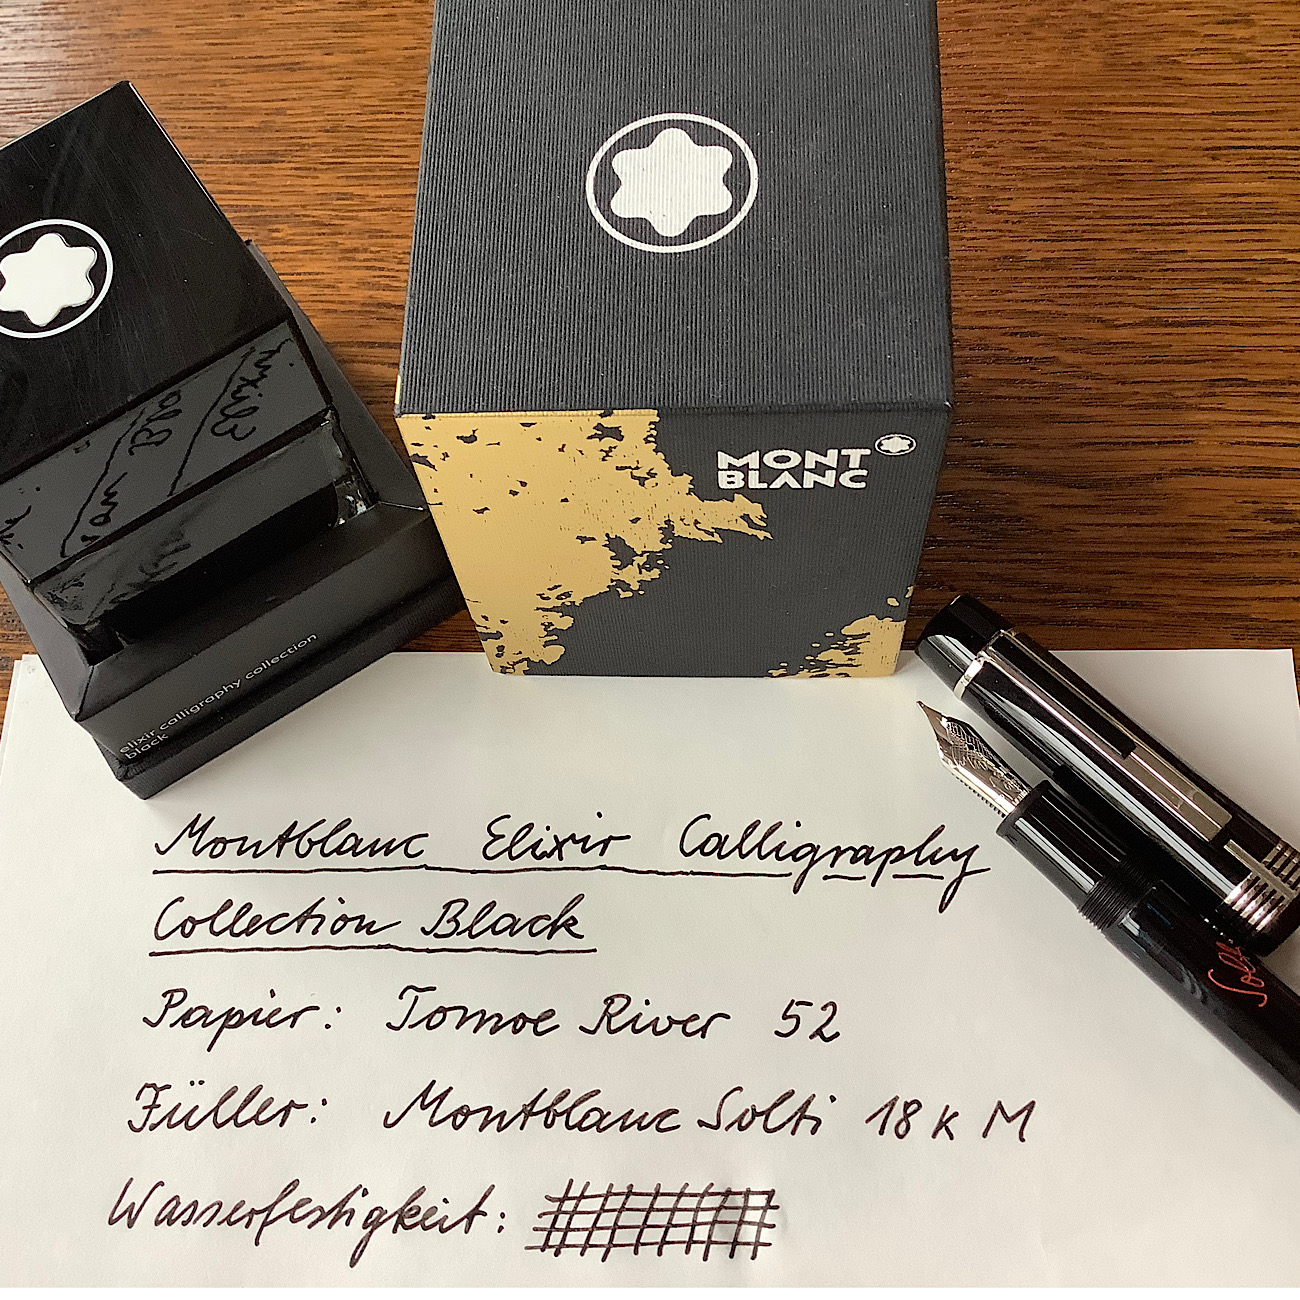 MONT
BLANC
elixir calligraphy collection
black
Montblanc Elixir Calligraphy
Collection Black
Papier: Tomoe River 52
Füller: Montblanc Solti 18 K M
Wasserfestigkeit: